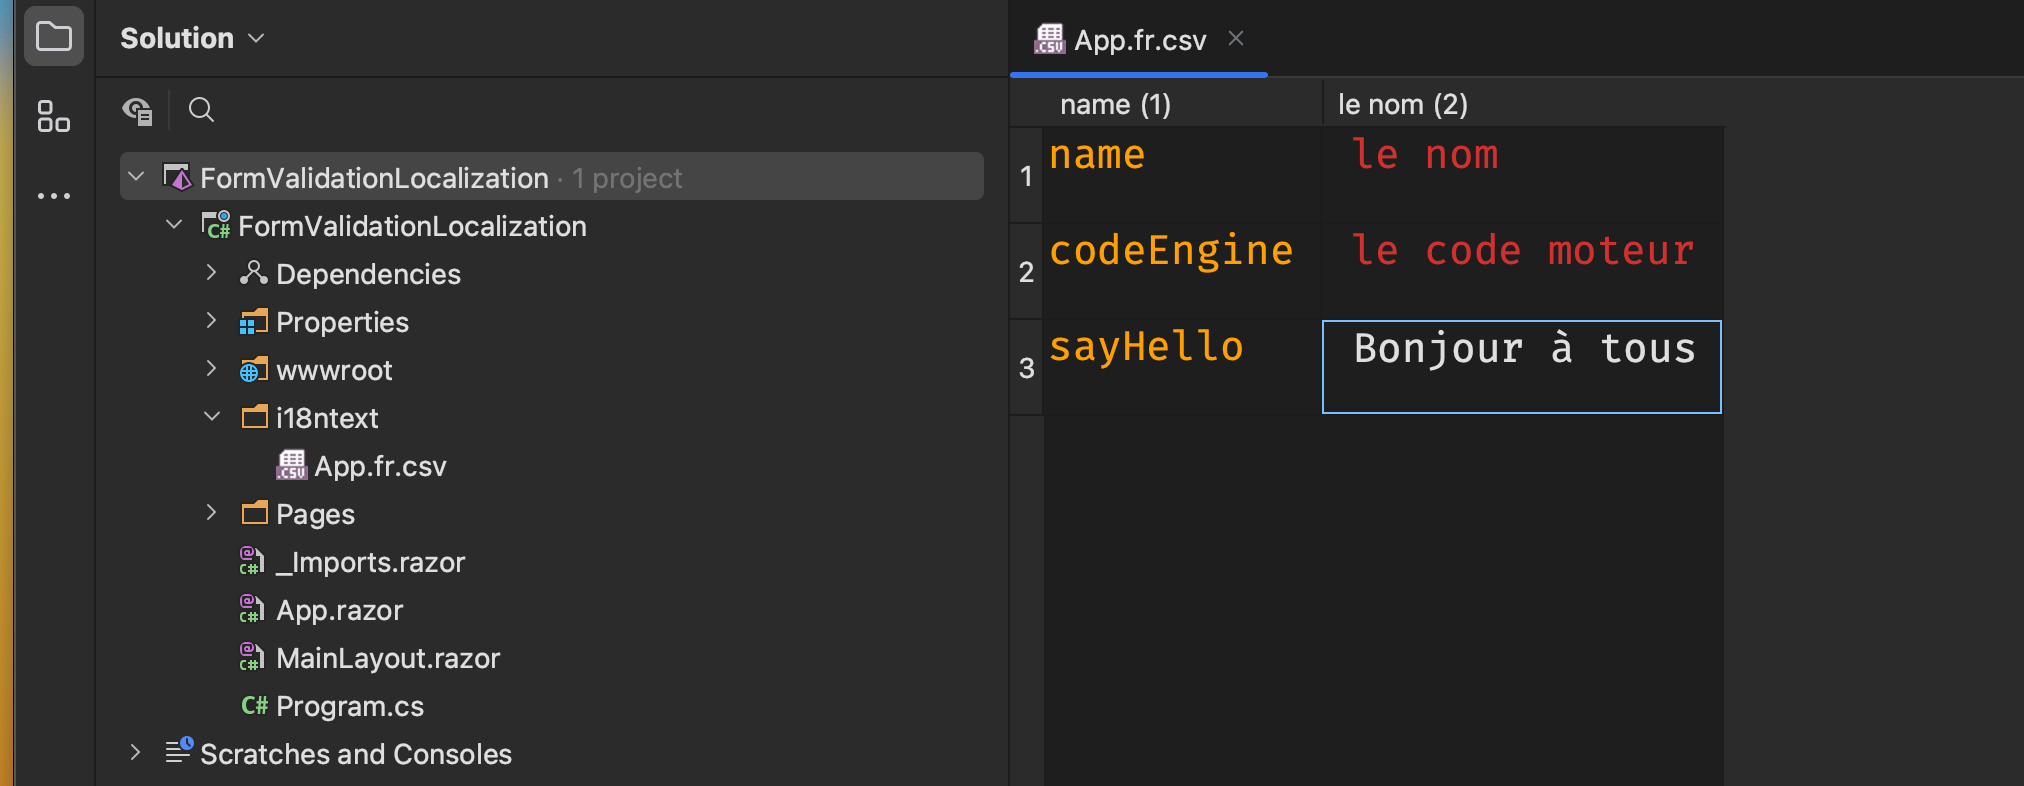 Solution
FormValidationLocalization · 1 project
FormValidationLocalization
Dependencies
Properties
wwwroot
i18ntext
App.fr.csv
Pages
_Imports.razor
App.razor
MainLayout.razor
C# Program.cs
Scratches and Consoles
App.fr.csv
name (1) le nom (2)
1 name le nom
2 codeEngine le code moteur
3 sayHello Bonjour à tous